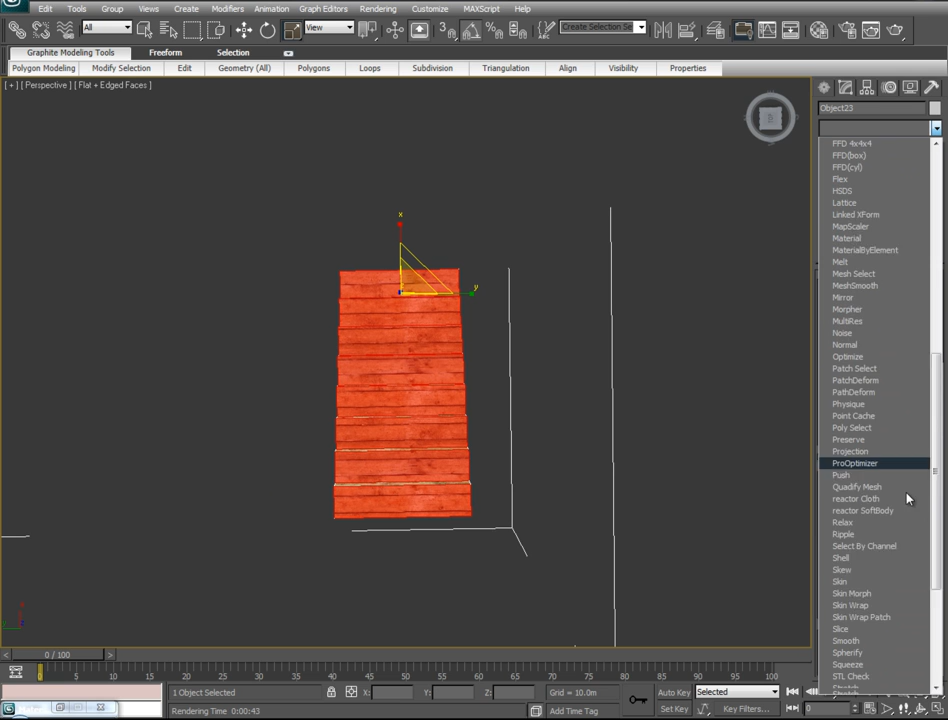 Edit Tools Group Views Create Modifiers Animation Graph Editors Rendering Customize MAXScript Help
All View 3 Create Selection Se
Graphite Modeling Tools Freeform Selection
Polygon Modeling Modify Selection Edit Geometry (All) Polygons Loops Subdivision Triangulation Align Visibility Properties
[ + ] [ Perspective ] [ Flat + Edged Faces ]
Object23
FFD 4x4x4
FFD(box)
FFD(cyl)
Flex
HSDS
Lattice
Linked XForm
MapScaler
Material
MaterialByElement
Melt
Mesh Select
MeshSmooth
Mirror
Morpher
MultiRes
Noise
Normal
Optimize
Patch Select
PatchDeform
PathDeform
Physique
Point Cache
Poly Select
Preserve
Projection
ProOptimizer
Push
Quadify Mesh
reactor Cloth
reactor SoftBody
Relax
Ripple
Select By Channel
Shell
Skew
Skin
Skin Morph
Skin Wrap
Skin Wrap Patch
Slice
Smooth
Spherify
Squeeze
STL Check
x
y
z
x
y
< 0 / 100 >
0 5 10 15 20 25 30 35 40 45 50 55 60 65 70 75 80 85 90 95 100
1 Object Selected X: Y: Z: Grid = 10.0m Auto Key Selected
Rendering Time 0:00:43 Add Time Tag Set Key Key Filters... 0